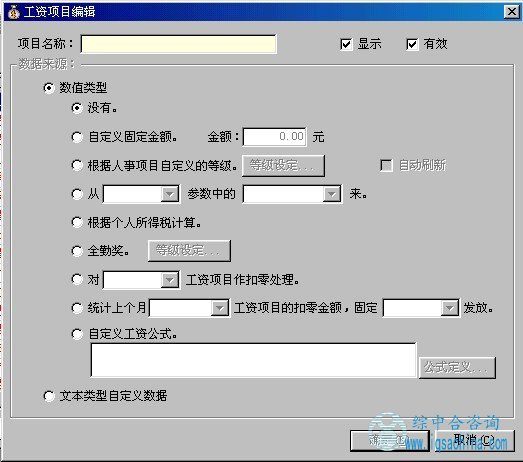 工资项目编辑
项目名称： 显示 有效
数据来源：
数值类型
没有。
自定义固定金额。 金额： 0.00 元
根据人事项目自定义的等级。 等级设定... 自动刷新
从 参数中的 来。
根据个人所得税计算。
全勤奖。 等级设定...
对 工资项目作扣零处理。
统计上个月 工资项目的扣零金额，固定 发放。
自定义工资公式。
公式定义...
文本类型自定义数据
综中合咨询
取消(C)